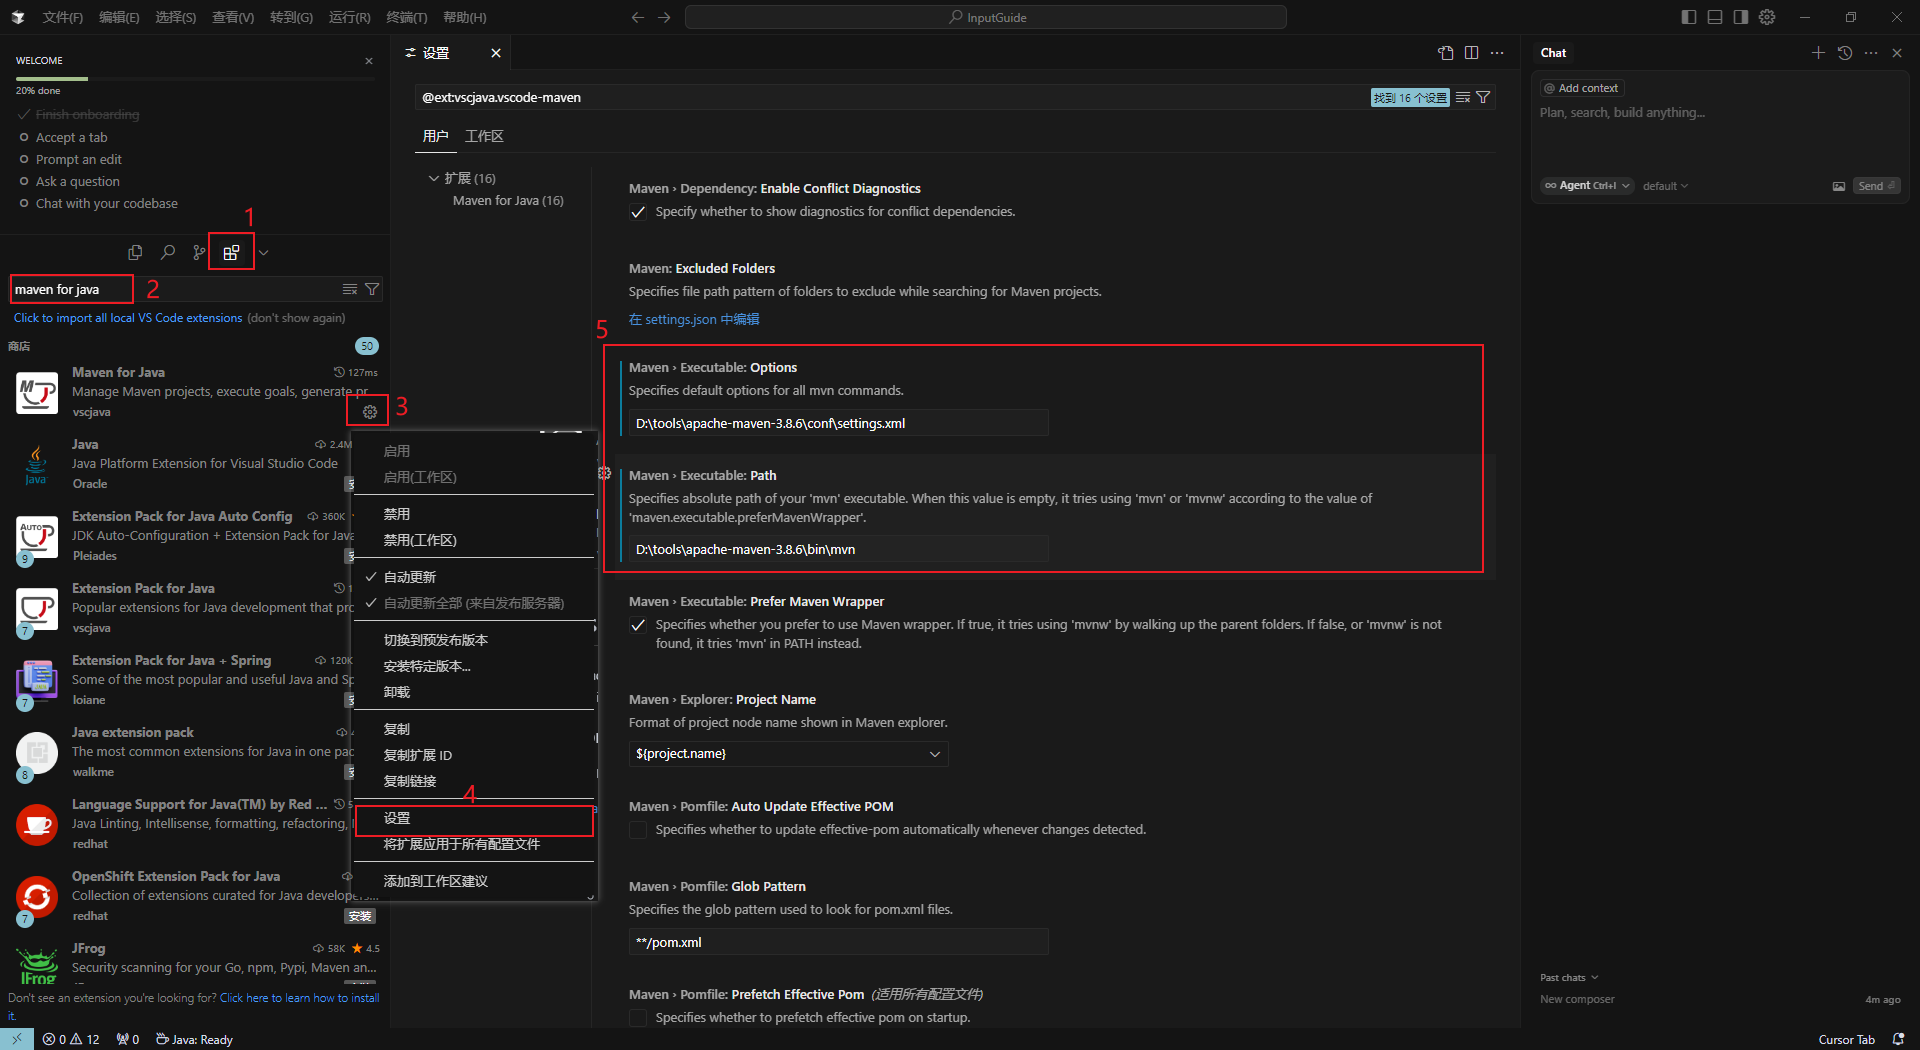 文件(F) 编辑(E) 选择(S) 查看(V) 转到(G) 运行(R) 终端(T) 帮助(H)
InputGuide
WELCOME
20% done
Finish onboarding
Accept a tab
Prompt an edit
Ask a question
Chat with your codebase
1
maven for java
2
Click to import all local VS Code extensions (don't show again)
商店
50
Maven for Java
127ms
Manage Maven projects, execute goals, generate pr
vscjava
3
Java
2.4M
Java Platform Extension for Visual Studio Code
Oracle
Extension Pack for Java Auto Config
360K
JDK Auto-Configuration + Extension Pack for Java
Pleiades
AUTO
9
Extension Pack for Java
1
Popular extensions for Java development that pro
vscjava
7
Extension Pack for Java + Spring
120K
Some of the most popular and useful Java and Sp
loiane
7
Java extension pack
4
The most common extensions for Java in one pac
walkme
8
Language Support for Java(TM) by Red ...
5
Java Linting, Intellisense, formatting, refactoring,
redhat
OpenShift Extension Pack for Java
Collection of extensions curated for Java developers...
redhat
安装
7
JFrog
58K
4.5
Security scanning for your Go, npm, Pypi, Maven an...
JFrog
Don't see an extension you're looking for? Click here to learn how to install
it.
启用
启用(工作区)
禁用
禁用(工作区)
自动更新
自动更新全部 (来自发布服务器)
切换到预发布版本
安装特定版本...
卸载
复制
复制扩展 ID
复制链接
4
设置
将扩展应用于所有配置文件
添加到工作区建议
设置
@ext:vscjava.vscode-maven
找到 16 个设置
用户 工作区
扩展 (16)
Maven for Java (16)
Maven › Dependency: Enable Conflict Diagnostics
Specify whether to show diagnostics for conflict dependencies.
Maven: Excluded Folders
Specifies file path pattern of folders to exclude while searching for Maven projects.
在 settings.json 中编辑
5
Maven › Executable: Options
Specifies default options for all mvn commands.
D:\tools\apache-maven-3.8.6\conf\settings.xml
Maven › Executable: Path
Specifies absolute path of your 'mvn' executable. When this value is empty, it tries using 'mvn' or 'mvnw' according to the value of
'maven.executable.preferMavenWrapper'.
D:\tools\apache-maven-3.8.6\bin\mvn
Maven › Executable: Prefer Maven Wrapper
Specifies whether you prefer to use Maven wrapper. If true, it tries using 'mvnw' by walking up the parent folders. If false, or 'mvnw' is not
found, it tries 'mvn' in PATH instead.
Maven › Explorer: Project Name
Format of project node name shown in Maven explorer.
${project.name}
Maven › Pomfile: Auto Update Effective POM
Specifies whether to update effective-pom automatically whenever changes detected.
Maven › Pomfile: Glob Pattern
Specifies the glob pattern used to look for pom.xml files.
**/pom.xml
Maven › Pomfile: Prefetch Effective Pom (适用所有配置文件)
Specifies whether to prefetch effective pom on startup.
Chat
@ Add context
Plan, search, build anything...
Agent Ctrl+I
default
Send
Past chats
New composer
4m ago
0 12
0
Java: Ready
Cursor Tab